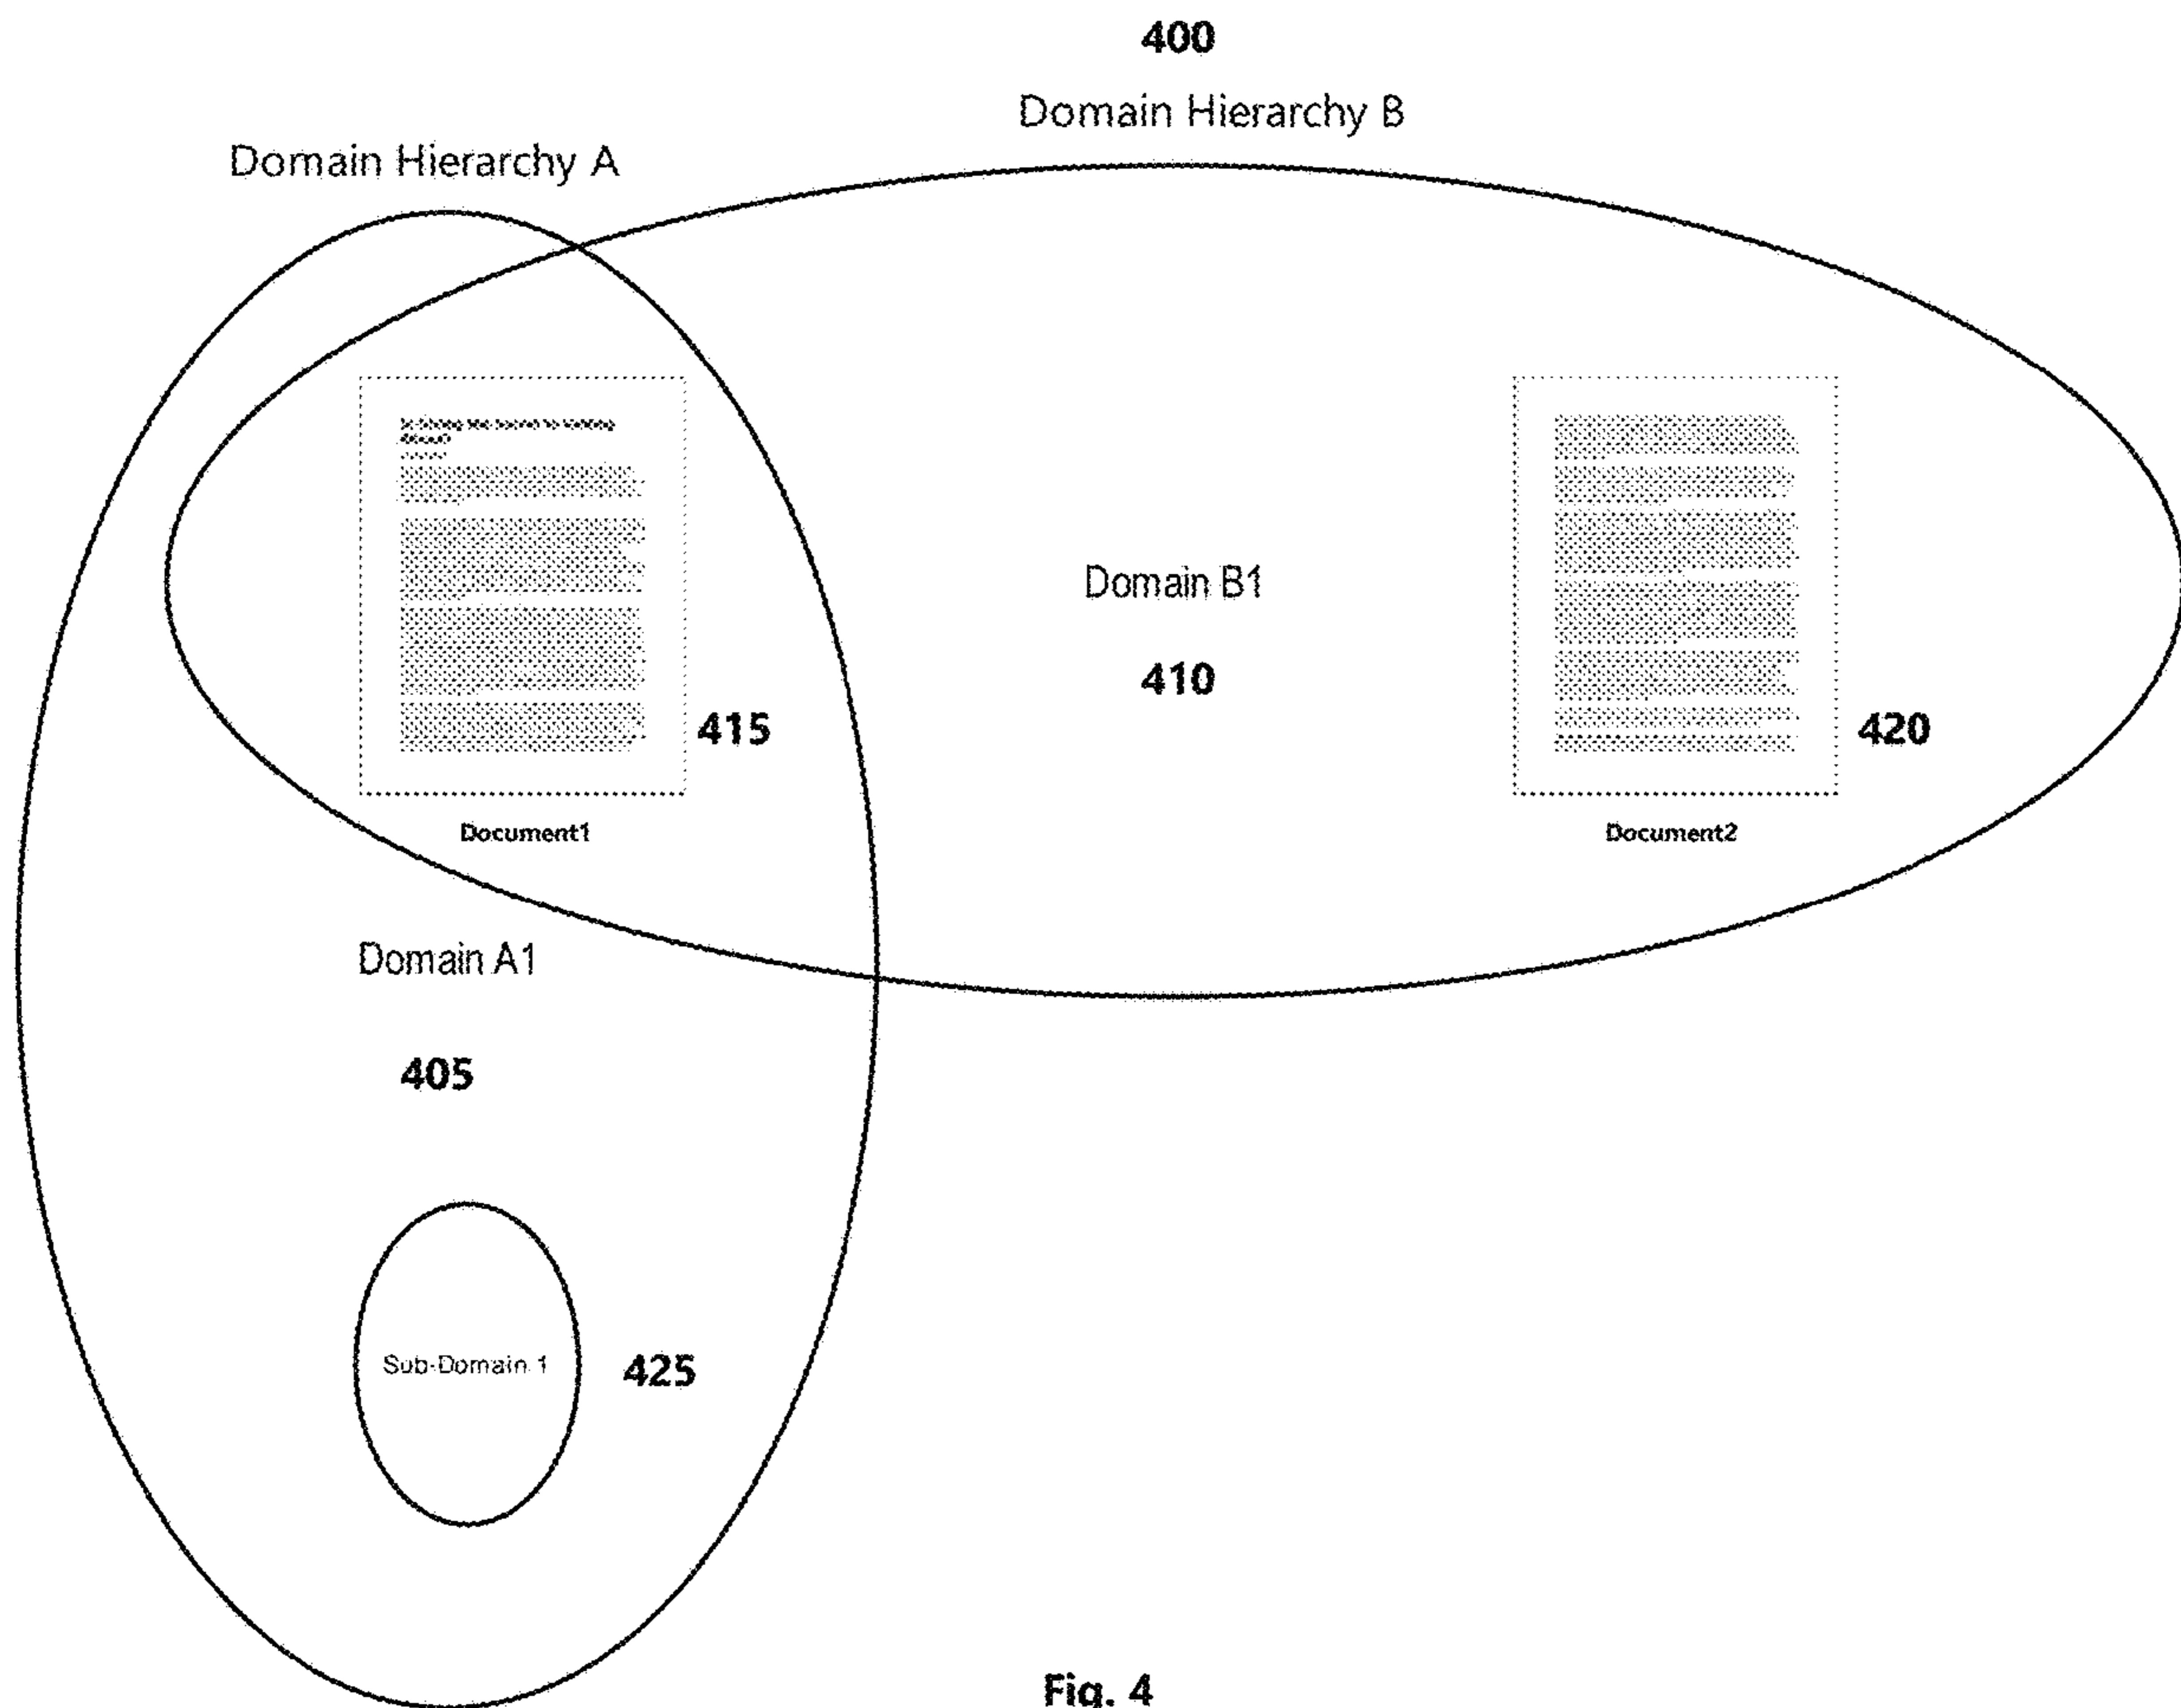 400
Domain Hierarchy B
Domain Hierarchy A
Domain B1
410
415
420
Document1
Document2
Domain A1
405
Sub-Domain 1
425
Fig. 4